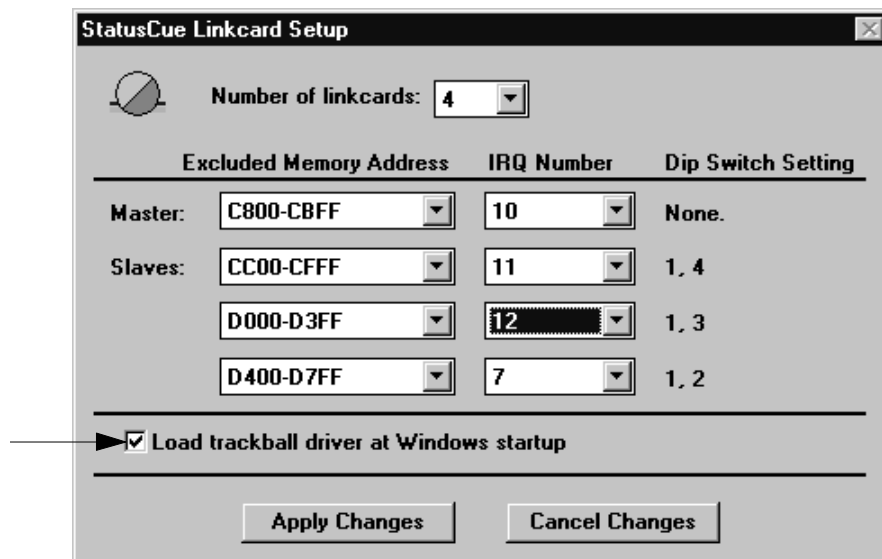 StatusCue Linkcard Setup
Number of linkcards: 4
Excluded Memory Address IRQ Number Dip Switch Setting
Master: C800-CBFF 10 None.
Slaves: CC00-CFFF 11 1, 4
D000-D3FF 12 1, 3
D400-D7FF 7 1, 2
Load trackball driver at Windows startup
Apply Changes Cancel Changes